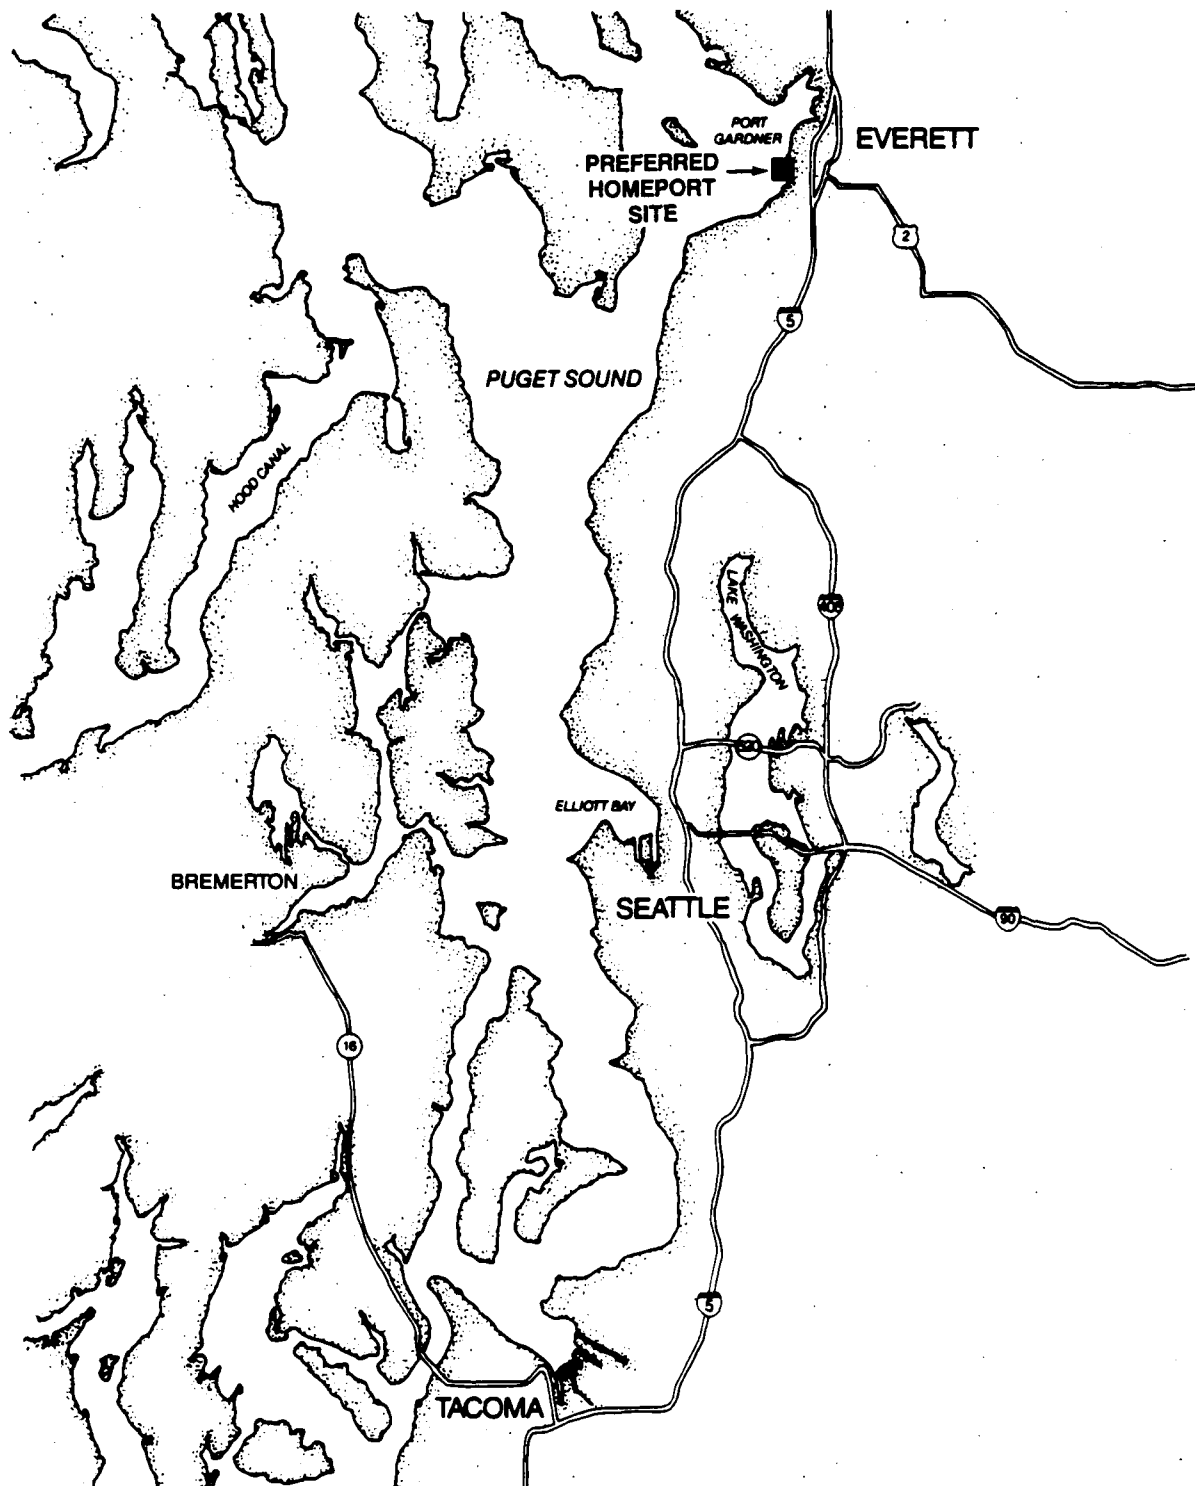 PORT
GARDNER
EVERETT
PREFERRED
HOMEPORT
SITE
2
5
PUGET SOUND
HOOD CANAL
LAKE WASHINGTON
405
520
ELLIOTT BAY
BREMERTON
SEATTLE
90
16
5
TACOMA